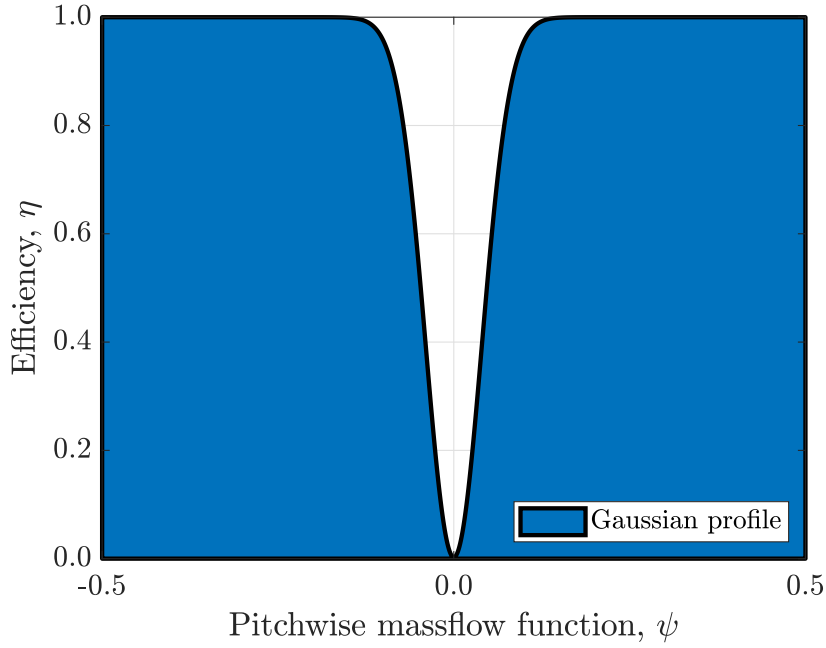 1.0
0.8
0.6
0.4
0.2
0.0
Efficiency, η
Gaussian profile
-0.5 0.0 0.5
Pitchwise massflow function, ψ